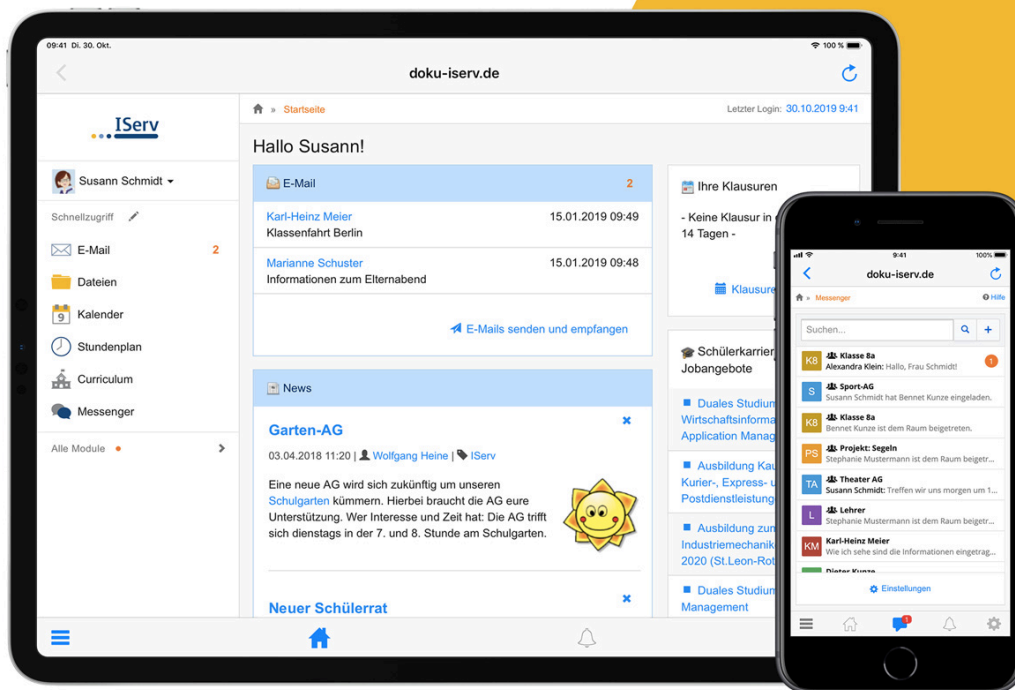 09:41 Di. 30. Okt.
100 %
doku-iserv.de
IServ
Susann Schmidt
Schnellzugriff
E-Mail 2
Dateien
9 Kalender
Stundenplan
Curriculum
Messenger
Alle Module
» Startseite
Letzter Login: 30.10.2019 9:41
Hallo Susann!
E-Mail 2
Karl-Heinz Meier 15.01.2019 09:49
Klassenfahrt Berlin
Marianne Schuster 15.01.2019 09:48
Informationen zum Elternabend
E-Mails senden und empfangen
News
Garten-AG
03.04.2018 11:20 | Wolfgang Heine | IServ
Eine neue AG wird sich zukünftig um unseren
Schulgarten kümmern. Hierbei braucht die AG eure
Unterstützung. Wer Interesse und Zeit hat: Die AG trifft
sich dienstags in der 7. und 8. Stunde am Schulgarten.
Neuer Schülerrat
Ihre Klausuren
- Keine Klausur in
14 Tagen -
Klausure
Schülerkarrier
Jobangebote
Duales Studium
Wirtschaftsinforma
Application Manag
Ausbildung Kau
Kurier-, Express- u
Postdienstleistung
Ausbildung zun
Industriemechanik
2020 (St.Leon-Rot
Duales Studium
Management
9:41 100%
doku-iserv.de
» Messenger Hilfe
Suchen...
K8 Klasse 8a
Alexandra Klein: Hallo, Frau Schmidt! 1
S Sport-AG
Susann Schmidt hat Bennet Kunze eingeladen.
K8 Klasse 8a
Bennet Kunze ist dem Raum beigetreten.
PS Projekt: Segeln
Stephanie Mustermann ist dem Raum beigetr...
TA Theater AG
Susann Schmidt: Treffen wir uns morgen um 1...
L Lehrer
Stephanie Mustermann ist dem Raum beigetr...
KM Karl-Heinz Meier
Wie ich sehe sind die Informationen eingetrag...
Dieter Kunze
Einstellungen
1